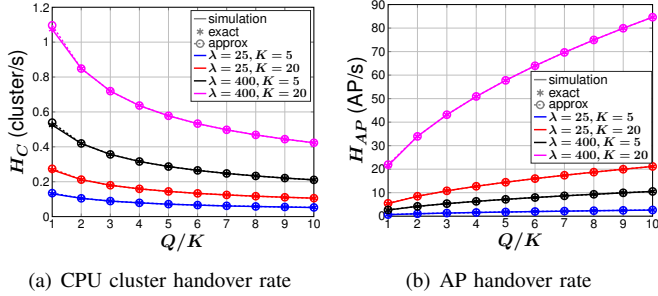 1.2
1
0.8
0.6
0.4
0.2
0
H_C (cluster/s)
simulation
exact
approx
λ = 25, K = 5
λ = 25, K = 20
λ = 400, K = 5
λ = 400, K = 20
1 2 3 4 5 6 7 8 9 10
Q/K
(a) CPU cluster handover rate
90
80
70
60
50
40
30
20
10
0
H_{AP} (AP/s)
simulation
exact
approx
λ = 25, K = 5
λ = 25, K = 20
λ = 400, K = 5
λ = 400, K = 20
1 2 3 4 5 6 7 8 9 10
Q/K
(b) AP handover rate